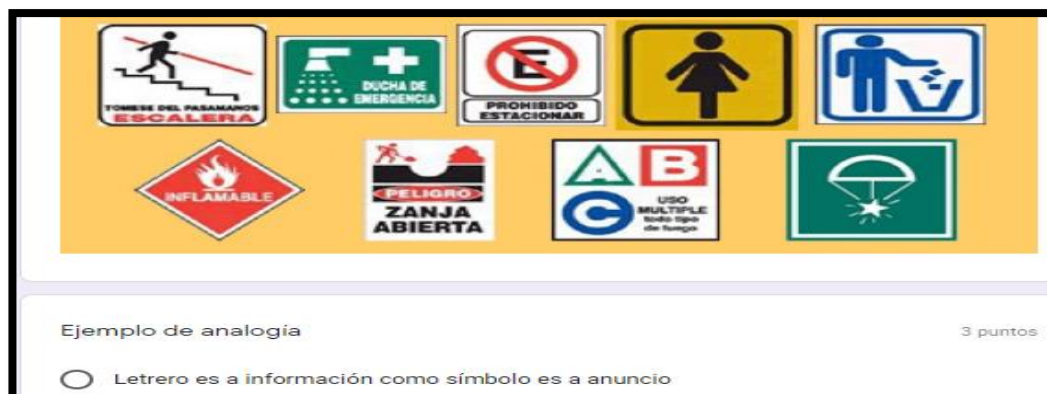 TOMESE DEL PASAMANOS
ESCALERA
DUCHA DE
EMERGENCIA
E
PROHIBIDO
ESTACIONAR
INFLAMABLE
PELIGRO
ZANJA
ABIERTA
A B
C
USO
MULTIPLE
todo tipo
de fuego
Ejemplo de analogía
3 puntos
Letrero es a información como símbolo es a anuncio